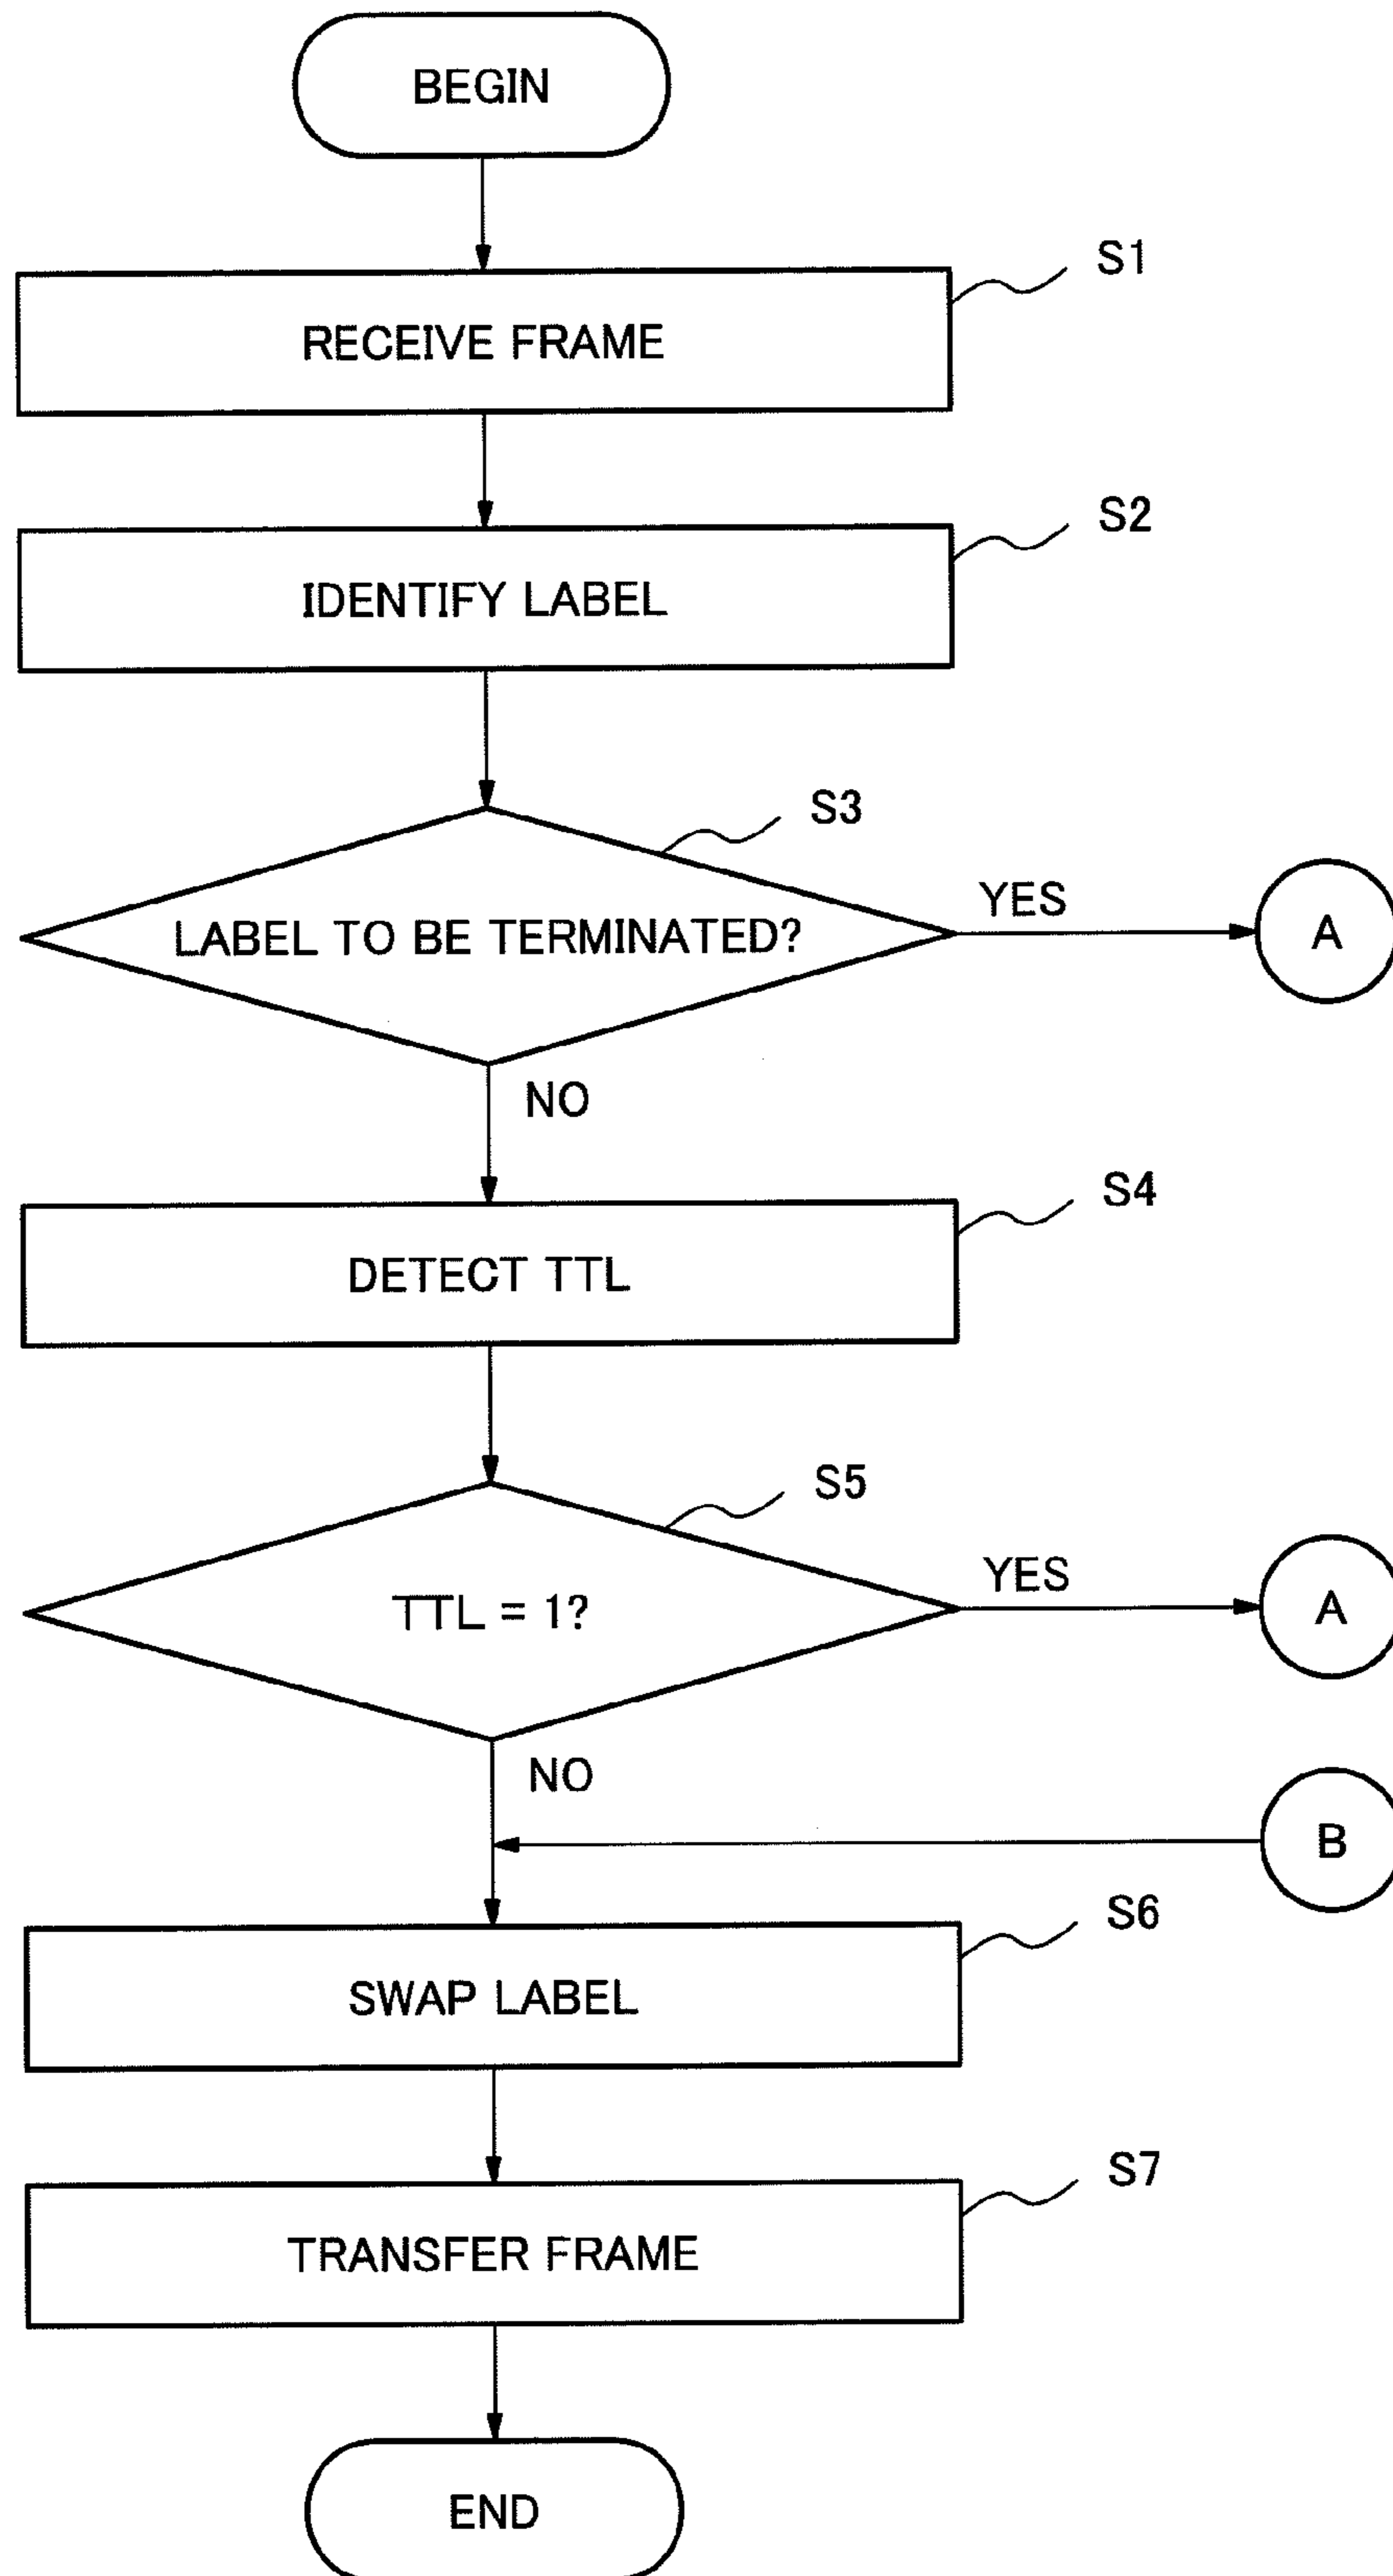 BEGIN
S1
RECEIVE FRAME
S2
IDENTIFY LABEL
S3
LABEL TO BE TERMINATED?
YES
A
NO
S4
DETECT TTL
S5
TTL = 1?
YES
A
NO
B
S6
SWAP LABEL
S7
TRANSFER FRAME
END